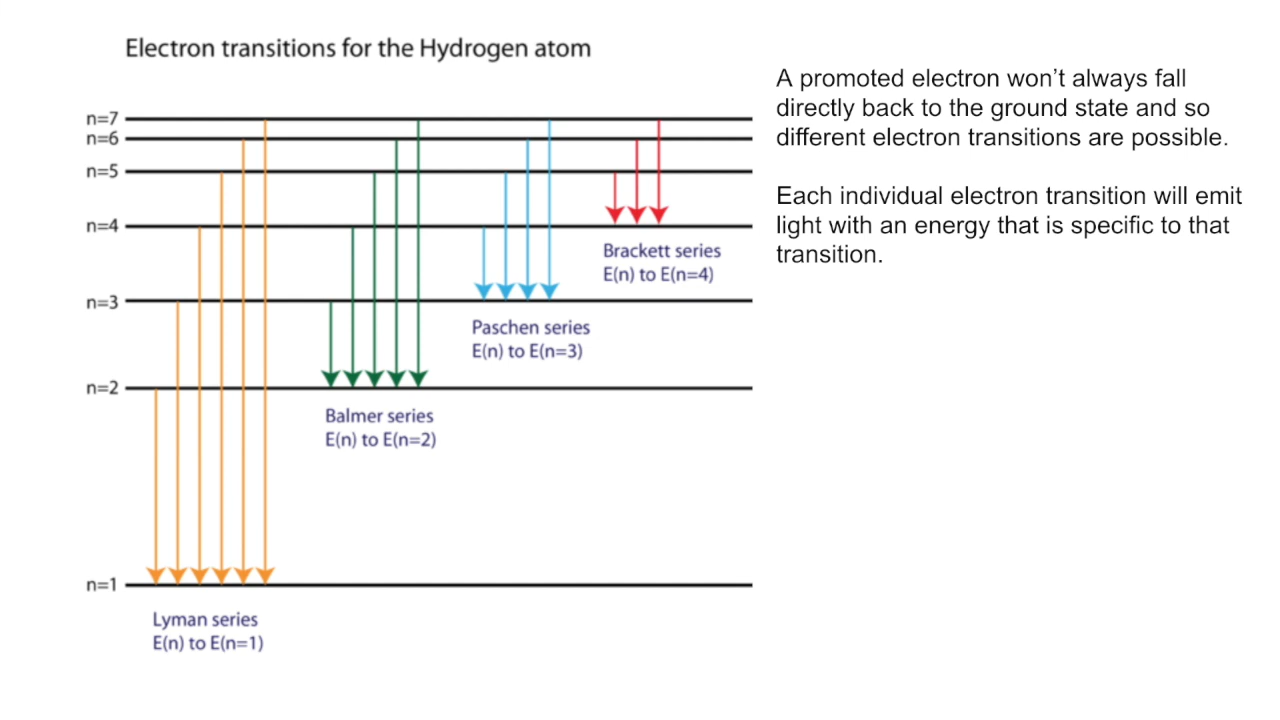 Electron transitions for the Hydrogen atom
A promoted electron won’t always fall
directly back to the ground state and so
different electron transitions are possible.
Each individual electron transition will emit
light with an energy that is specific to that
transition.
n=7
n=6
n=5
n=4
Brackett series
E(n) to E(n=4)
n=3
Paschen series
E(n) to E(n=3)
n=2
Balmer series
E(n) to E(n=2)
n=1
Lyman series
E(n) to E(n=1)